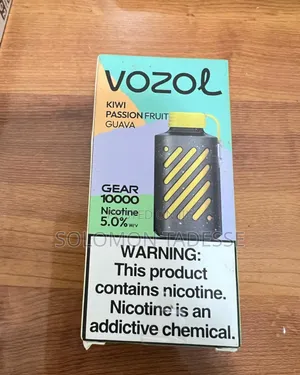 VOZOL
KIWI
PASSION FRUIT
GUAVA
GEAR
10000
Nicotine
5.0% W/V
SOLOMON TADESSE
WARNING:
This product
contains nicotine.
Nicotine is an
addictive chemical.